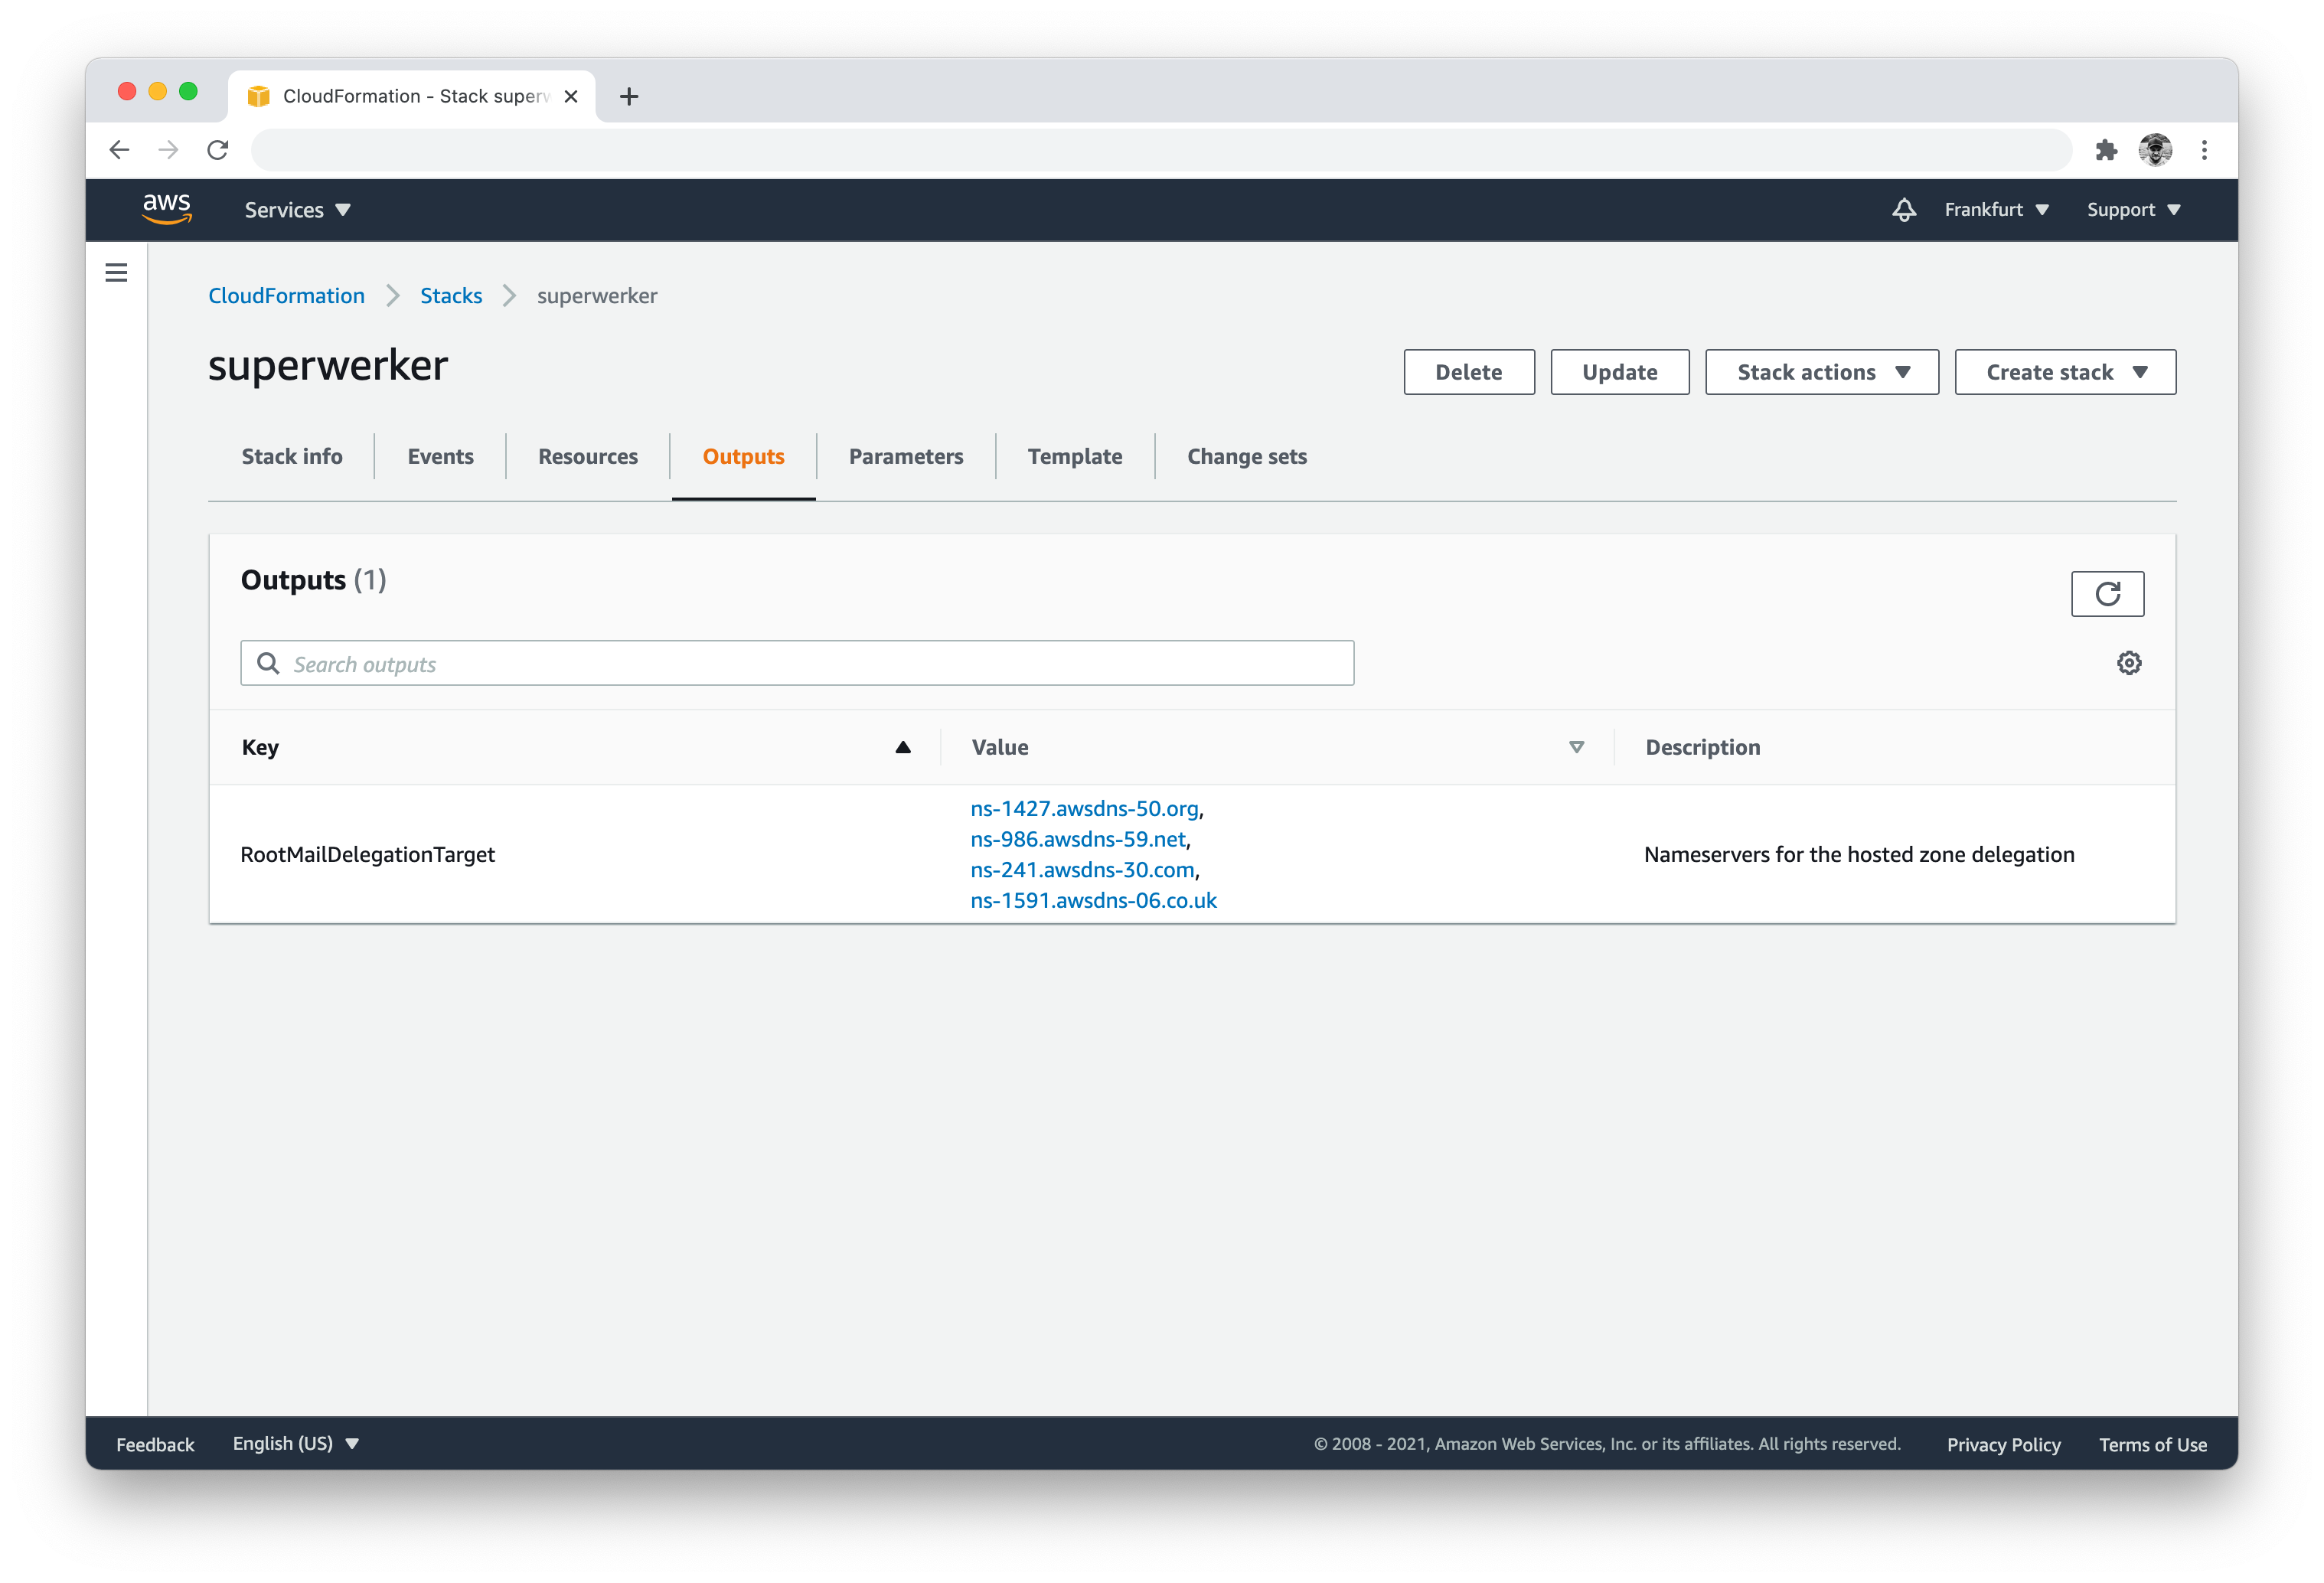 CloudFormation - Stack superw
aws
Services
Frankfurt
Support
CloudFormation
Stacks
superwerker
superwerker
Delete
Update
Stack actions
Create stack
Stack info
Events
Resources
Outputs
Parameters
Template
Change sets
Outputs (1)
Search outputs
Key
Value
Description
RootMailDelegationTarget
ns-1427.awsdns-50.org,
ns-986.awsdns-59.net,
ns-241.awsdns-30.com,
ns-1591.awsdns-06.co.uk
Nameservers for the hosted zone delegation
Feedback
English (US)
© 2008 - 2021, Amazon Web Services, Inc. or its affiliates. All rights reserved.
Privacy Policy
Terms of Use